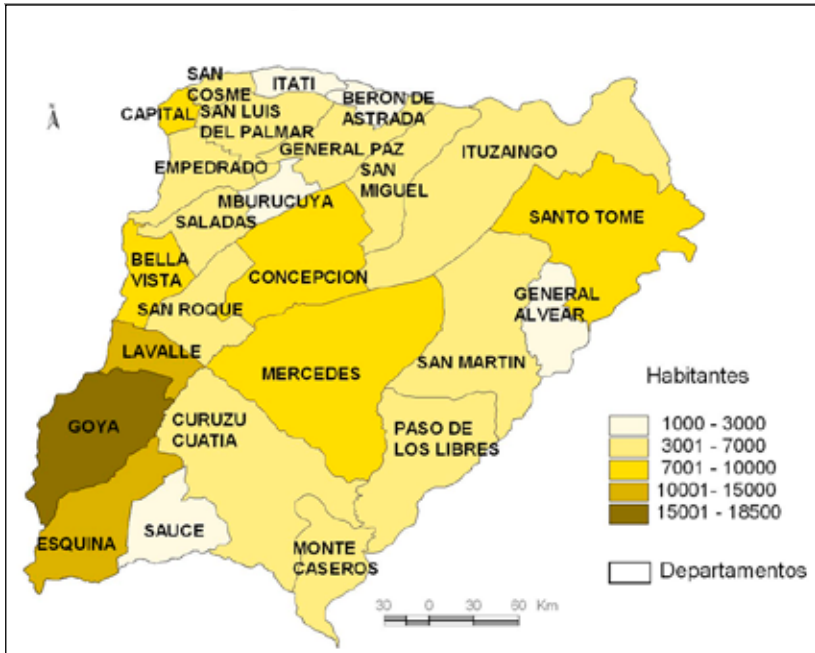 SAN
COSME
ITATI
BERON DE
ASTRADA
CAPITAL
SAN LUIS
DEL PALMAR
GENERAL PAZ
ITUZAINGO
EMPEDRADO
SAN
MIGUEL
MBURUCUYA
SALADAS
SANTO TOME
BELLA
VISTA
CONCEPCION
GENERAL
ALVEAR
SAN ROQUE
LAVALLE
MERCEDES
SAN MARTIN
GOYA
CURUZU
CUATIA
PASO DE
LOS LIBRES
SAUCE
ESQUINA
MONTE
CASEROS
Habitantes
1000 - 3000
3001 - 7000
7001 - 10000
10001 - 15000
15001 - 18500
Departamentos
30 0 30 60 Km